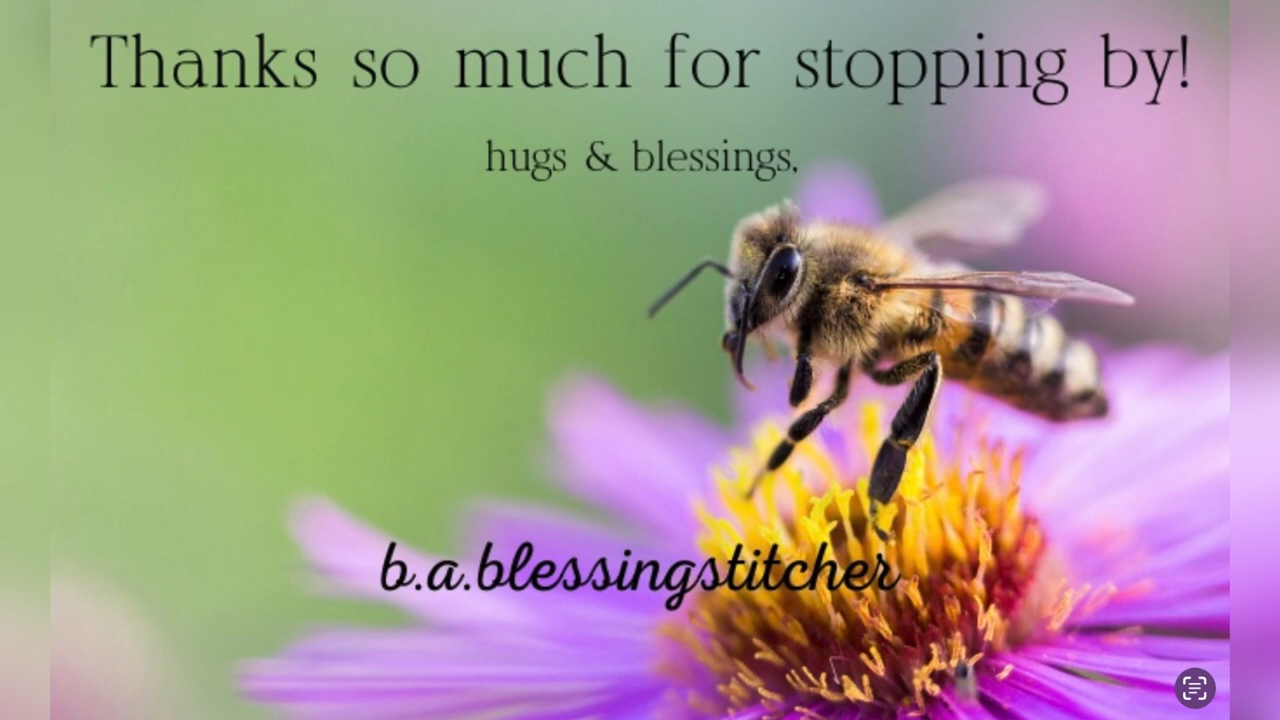 Thanks so much for stopping by!
hugs & blessings,
b.a.blessingstitcher